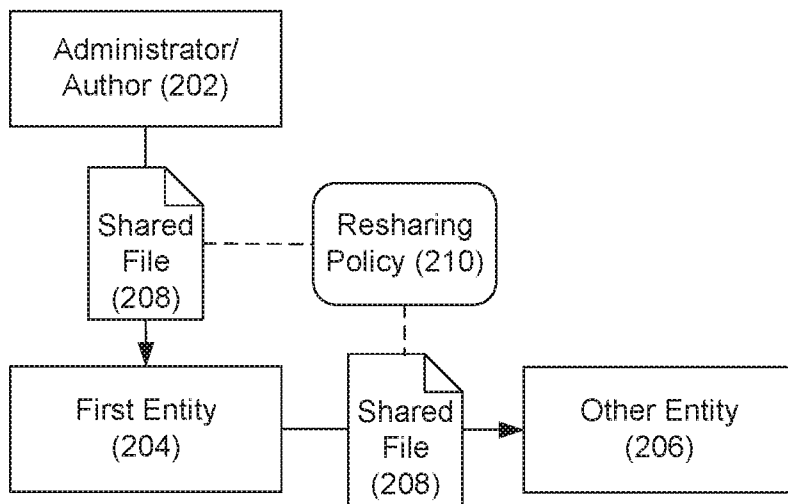 Administrator/
Author (202)
Shared
File
(208)
Resharing
Policy (210)
First Entity
(204)
Shared
File
(208)
Other Entity
(206)